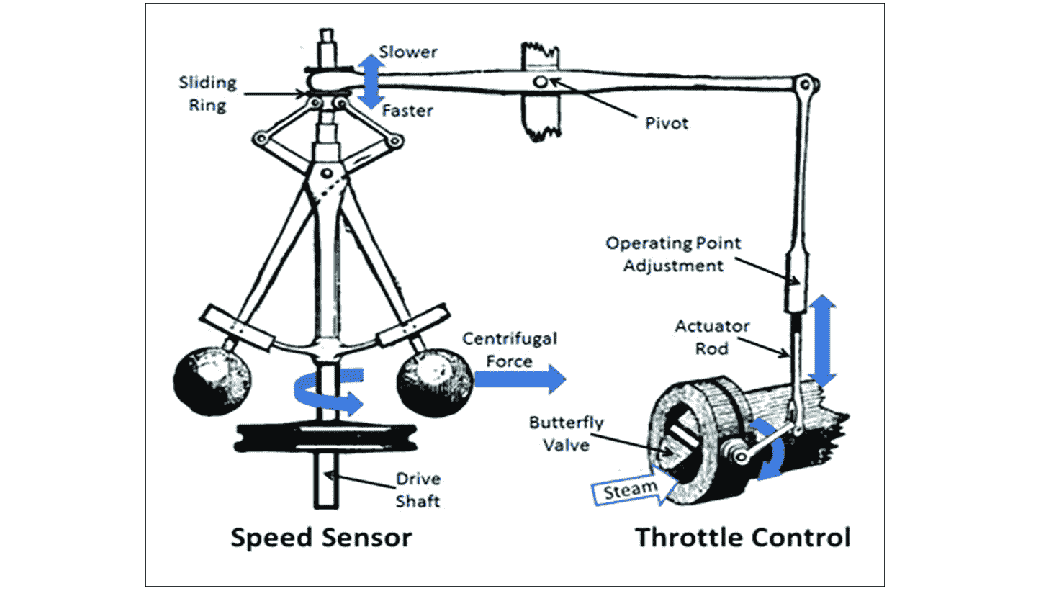 Slower
Sliding
Ring
Faster
Pivot
Operating Point
Adjustment
Actuator
Rod
Centrifugal
Force
Butterfly
Valve
Steam
Drive
Shaft
Speed Sensor
Throttle Control